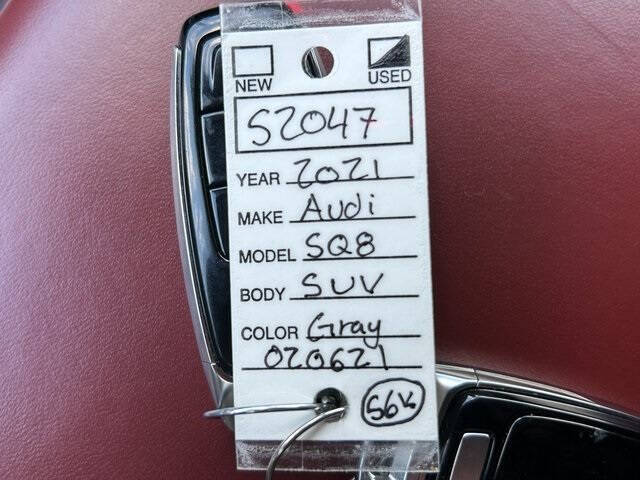 NEW USED
S2047
YEAR 2021
MAKE Audi
MODEL SQ8
BODY SUV
COLOR Gray
020621
56K